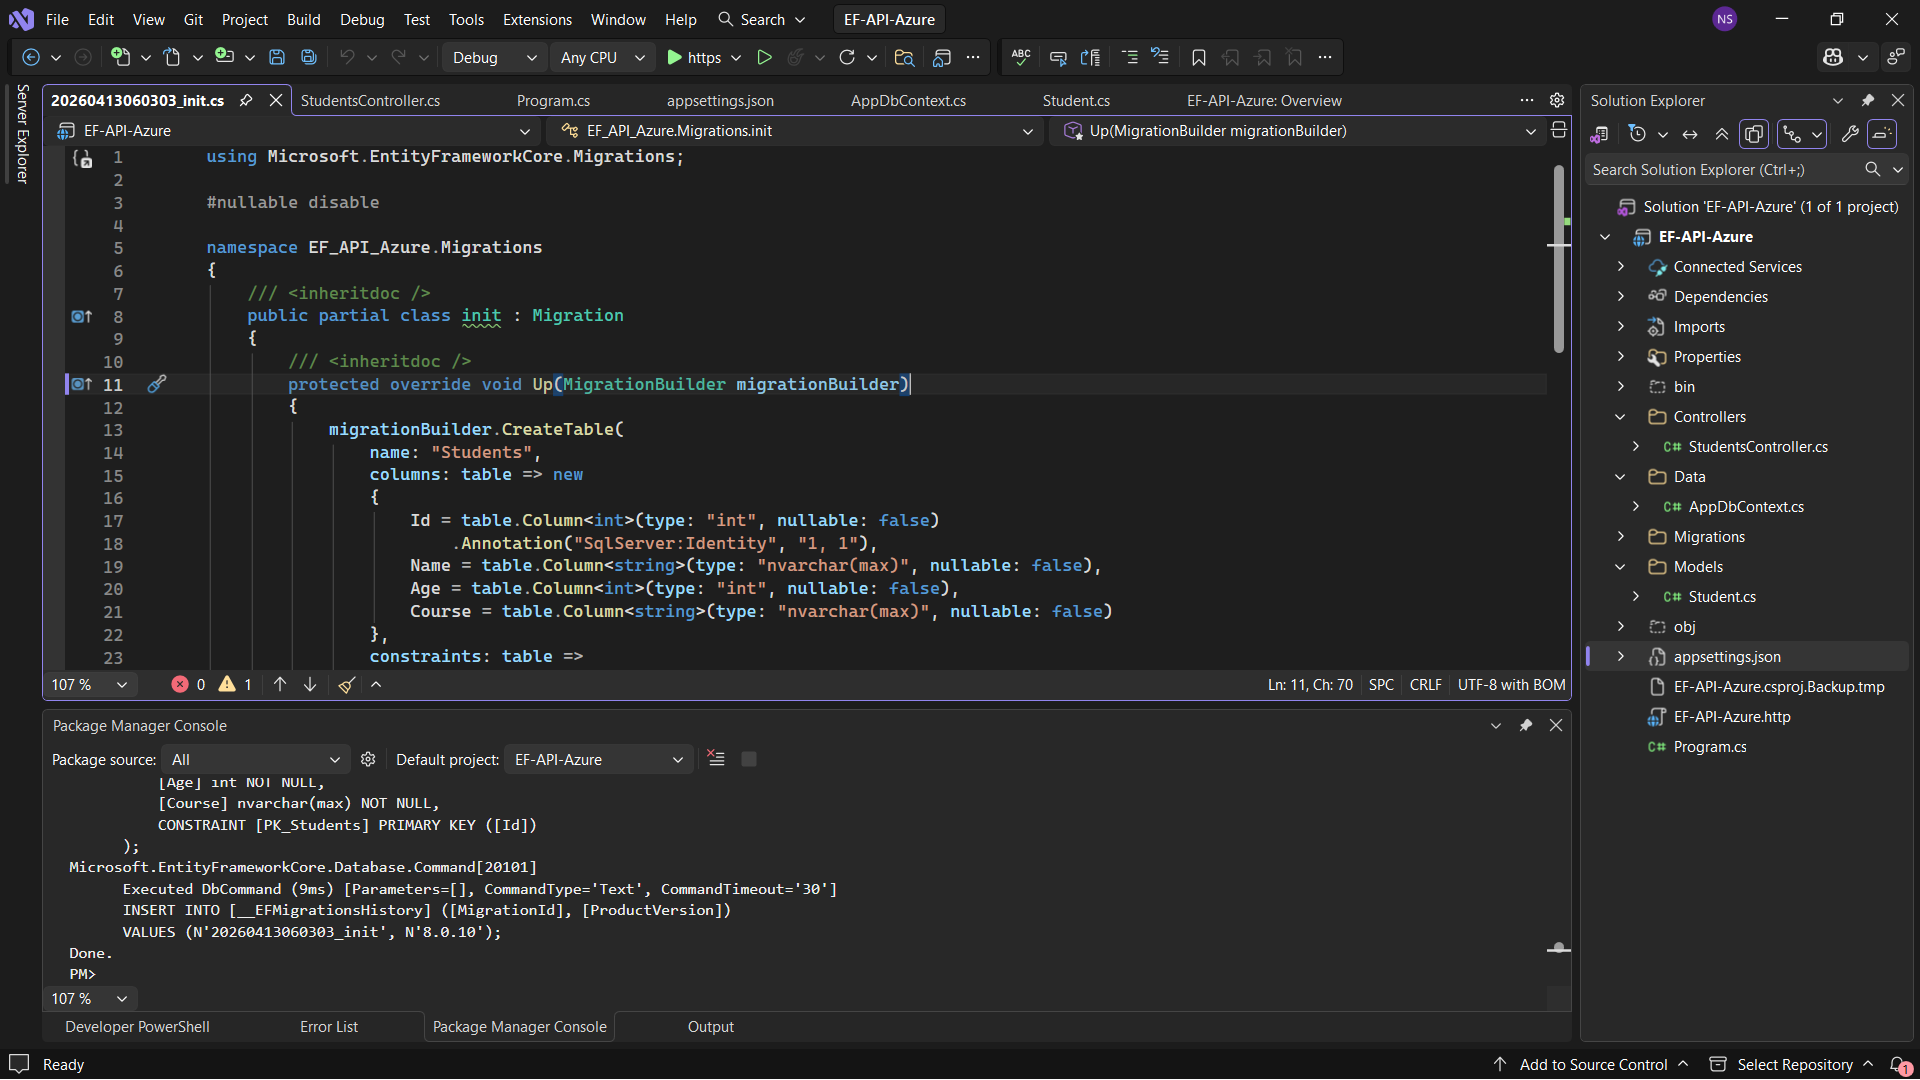 File Edit View Git Project Build Debug Test Tools Extensions Window Help Search EF-API-Azure NS
Debug Any CPU https
Server Explorer
20260413060303_init.cs StudentsController.cs Program.cs appsettings.json AppDbContext.cs Student.cs EF-API-Azure: Overview
EF-API-Azure EF_API_Azure.Migrations.init Up(MigrationBuilder migrationBuilder)
1 using Microsoft.EntityFrameworkCore.Migrations;
2
3 #nullable disable
4
5 namespace EF_API_Azure.Migrations
6 {
7 /// <inheritdoc />
8 public partial class init : Migration
9 {
10 /// <inheritdoc />
11 protected override void Up(MigrationBuilder migrationBuilder)
12 {
13 migrationBuilder.CreateTable(
14 name: "Students",
15 columns: table => new
16 {
17 Id = table.Column<int>(type: "int", nullable: false)
18 .Annotation("SqlServer:Identity", "1, 1"),
19 Name = table.Column<string>(type: "nvarchar(max)", nullable: false),
20 Age = table.Column<int>(type: "int", nullable: false),
21 Course = table.Column<string>(type: "nvarchar(max)", nullable: false)
22 },
23 constraints: table =>
107 % 0 1 Ln: 11, Ch: 70 SPC CRLF UTF-8 with BOM
Package Manager Console
Package source: All Default project: EF-API-Azure
[Age] int NOT NULL,
[Course] nvarchar(max) NOT NULL,
CONSTRAINT [PK_Students] PRIMARY KEY ([Id])
);
Microsoft.EntityFrameworkCore.Database.Command[20101]
Executed DbCommand (9ms) [Parameters=[], CommandType='Text', CommandTimeout='30']
INSERT INTO [__EFMigrationsHistory] ([MigrationId], [ProductVersion])
VALUES (N'20260413060303_init', N'8.0.10');
Done.
PM>
107 %
Developer PowerShell Error List Package Manager Console Output
Solution Explorer
Search Solution Explorer (Ctrl+;)
Solution 'EF-API-Azure' (1 of 1 project)
EF-API-Azure
Connected Services
Dependencies
Imports
Properties
bin
Controllers
C# StudentsController.cs
Data
C# AppDbContext.cs
Migrations
Models
C# Student.cs
obj
appsettings.json
EF-API-Azure.csproj.Backup.tmp
EF-API-Azure.http
C# Program.cs
Ready Add to Source Control Select Repository 1